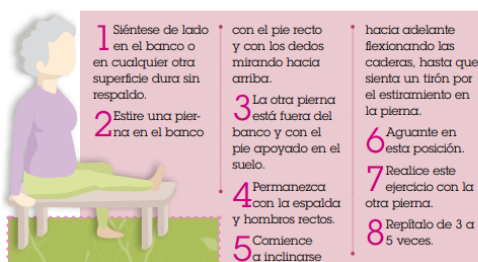 1 Siéntese de lado
en el banco o
en cualquier otra
superficie dura sin
respaldo.
2 Estire una pier-
na en el banco
con el pie recto
y con los dedos
mirando hacia
arriba.
3 La otra pierna
está fuera del
banco y con el
pie apoyado en el
suelo.
4 Permanezca
con la espalda
y hombros rectos.
5 Comience
a inclinarse
hacia adelante
flexionando las
caderas, hasta que
sienta un tirón por
el estiramiento en
la pierna.
6 Aguante en
esta posición.
7 Realice este
ejercicio con la
otra pierna.
8 Repítalo de 3 a
5 veces.